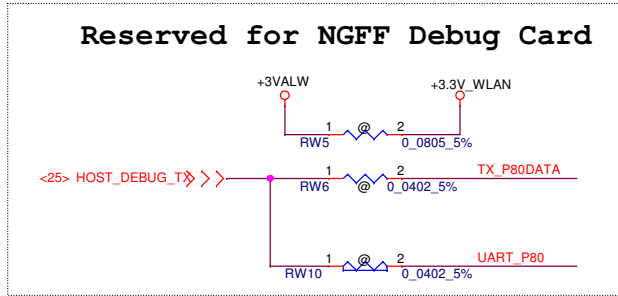 Reserved for NGFF Debug Card
+3VALW +3.3V_WLAN
1 @ 2
RW5 0_0805_5%
<25> HOST_DEBUG_TX 1 @ 2 TX_P80DATA
RW6 0_0402_5%
1 @ 2 UART_P80
RW10 0_0402_5%